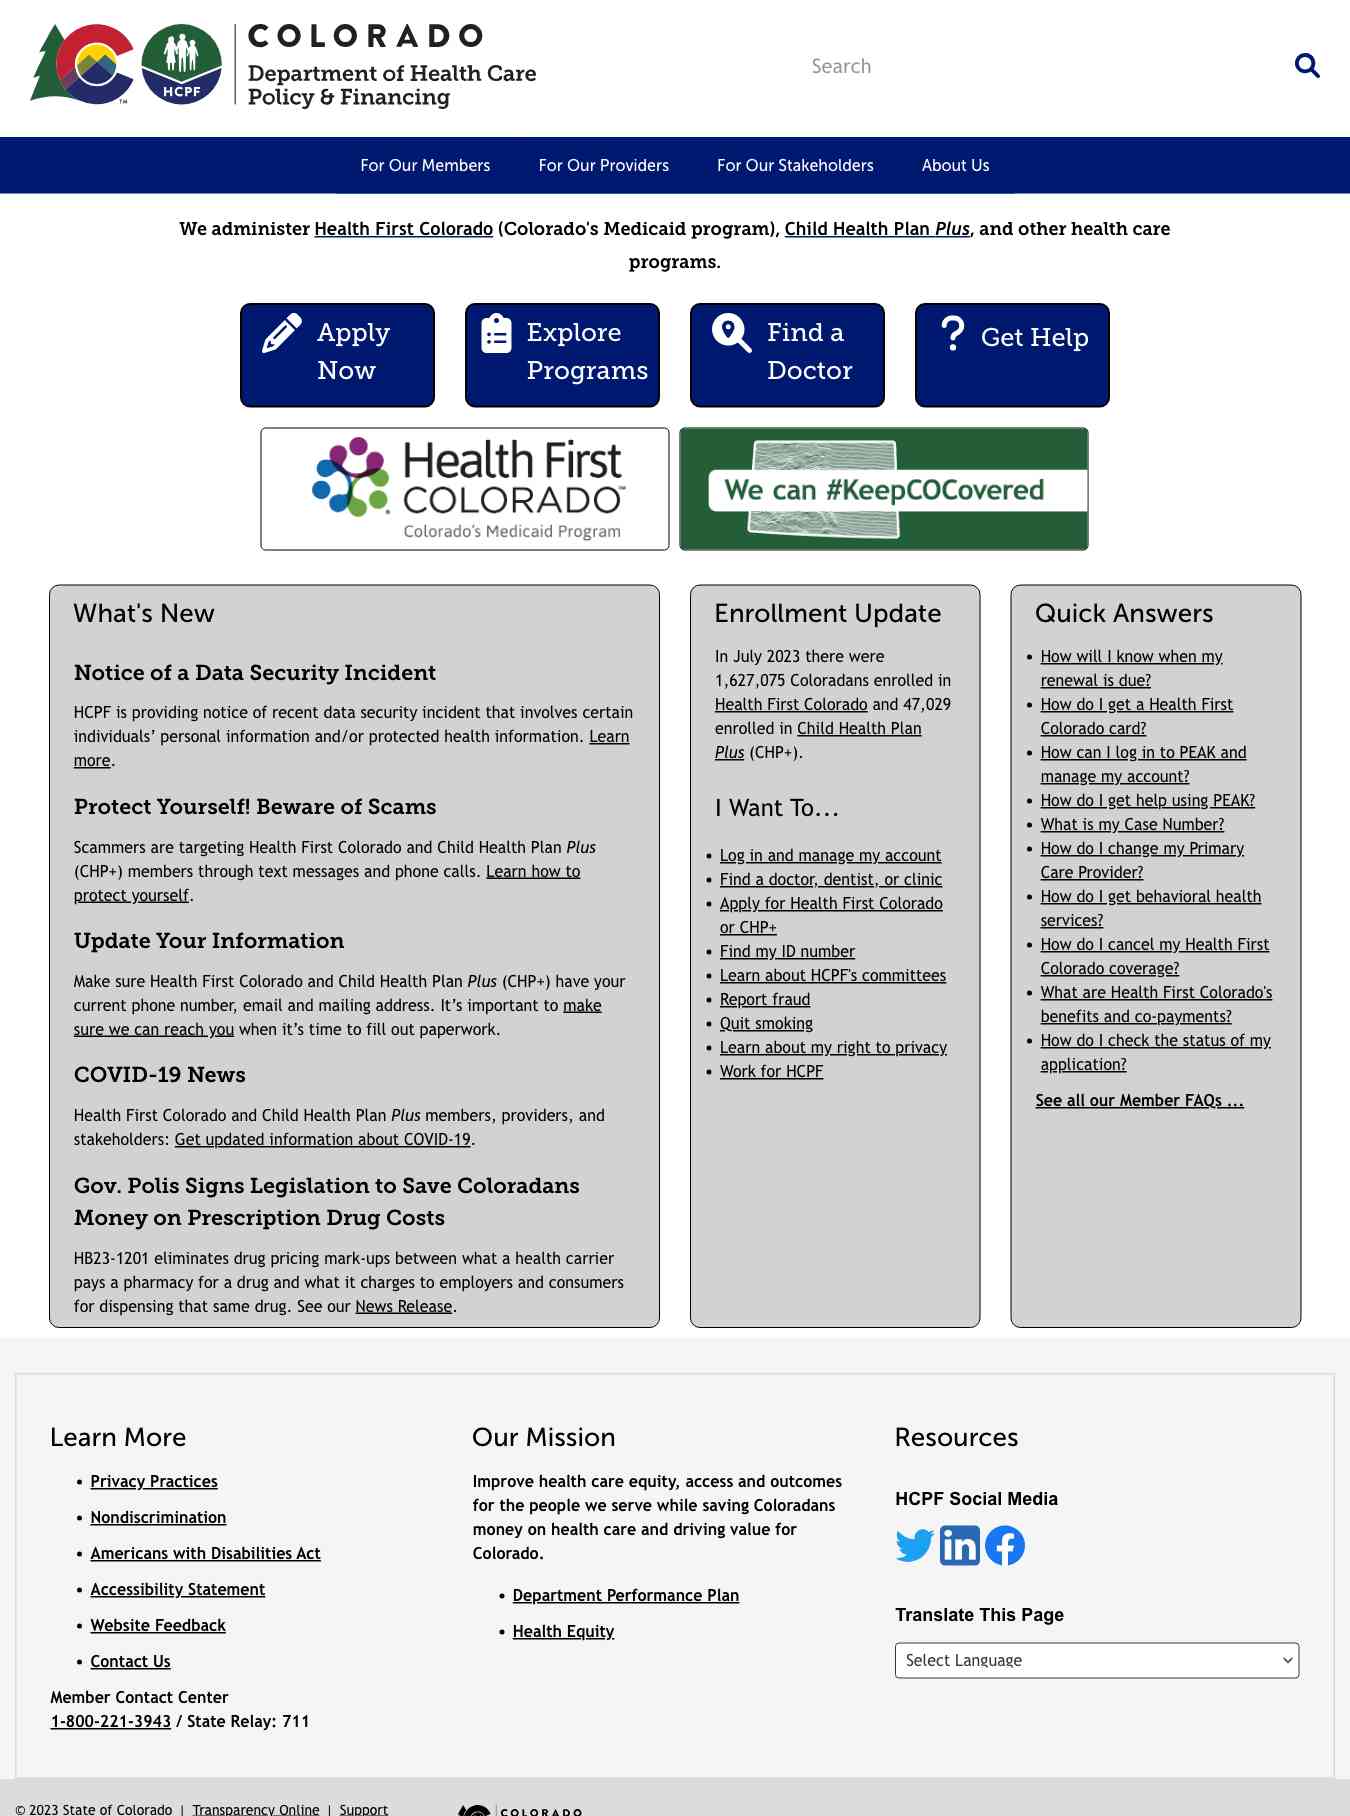 COLORADO
Department of Health Care
Policy & Financing
HCPF
TM
Search
For Our Members
For Our Providers
For Our Stakeholders
About Us
We administer Health First Colorado (Colorado's Medicaid program), Child Health Plan Plus, and other health care
programs.
Apply
Now
Explore
Programs
Find a
Doctor
Get Help
Health First
COLORADO™
Colorado's Medicaid Program
We can #KeepCOCovered
What's New
Notice of a Data Security Incident
HCPF is providing notice of recent data security incident that involves certain
individuals’ personal information and/or protected health information. Learn
more.
Protect Yourself! Beware of Scams
Scammers are targeting Health First Colorado and Child Health Plan Plus
(CHP+) members through text messages and phone calls. Learn how to
protect yourself.
Update Your Information
Make sure Health First Colorado and Child Health Plan Plus (CHP+) have your
current phone number, email and mailing address. It’s important to make
sure we can reach you when it’s time to fill out paperwork.
COVID-19 News
Health First Colorado and Child Health Plan Plus members, providers, and
stakeholders: Get updated information about COVID-19.
Gov. Polis Signs Legislation to Save Coloradans
Money on Prescription Drug Costs
HB23-1201 eliminates drug pricing mark-ups between what a health carrier
pays a pharmacy for a drug and what it charges to employers and consumers
for dispensing that same drug. See our News Release.
Enrollment Update
In July 2023 there were
1,627,075 Coloradans enrolled in
Health First Colorado and 47,029
enrolled in Child Health Plan
Plus (CHP+).
I Want To...
• Log in and manage my account
• Find a doctor, dentist, or clinic
• Apply for Health First Colorado
or CHP+
• Find my ID number
• Learn about HCPF's committees
• Report fraud
• Quit smoking
• Learn about my right to privacy
• Work for HCPF
Quick Answers
• How will I know when my
renewal is due?
• How do I get a Health First
Colorado card?
• How can I log in to PEAK and
manage my account?
• How do I get help using PEAK?
• What is my Case Number?
• How do I change my Primary
Care Provider?
• How do I get behavioral health
services?
• How do I cancel my Health First
Colorado coverage?
• What are Health First Colorado's
benefits and co-payments?
• How do I check the status of my
application?
See all our Member FAQs ...
Learn More
• Privacy Practices
• Nondiscrimination
• Americans with Disabilities Act
• Accessibility Statement
• Website Feedback
• Contact Us
Member Contact Center
1-800-221-3943 / State Relay: 711
Our Mission
Improve health care equity, access and outcomes
for the people we serve while saving Coloradans
money on health care and driving value for
Colorado.
• Department Performance Plan
• Health Equity
Resources
HCPF Social Media
Translate This Page
Select Language
© 2023 State of Colorado | Transparency Online | Support
COLORADO